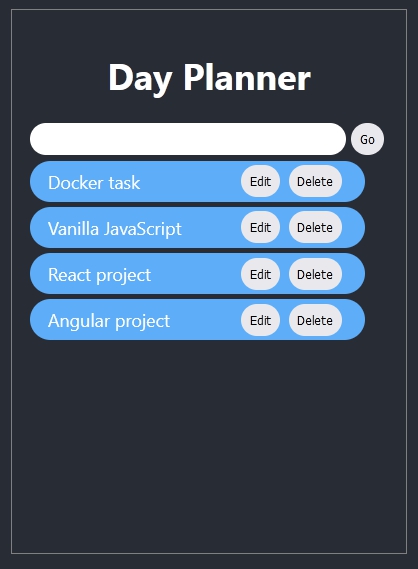 Day Planner
Go
Docker task Edit Delete
Vanilla JavaScript Edit Delete
React project Edit Delete
Angular project Edit Delete